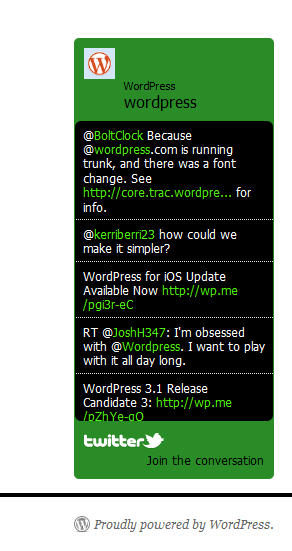 WordPress
wordpress
@BoltClock Because
@wordpress.com is running
trunk, and there was a font
change. See
http://core.trac.wordpre... for
info.
@kerriberri23 how could we
make it simpler?
WordPress for iOS Update
Available Now http://wp.me
/pgi3r-eC
RT @JoshH347: I'm obsessed
with @Wordpress. I want to play
with it all day long.
WordPress 3.1 Release
Candidate 3: http://wp.me
/pZhYe-qO
twitter
Join the conversation
Proudly powered by WordPress.